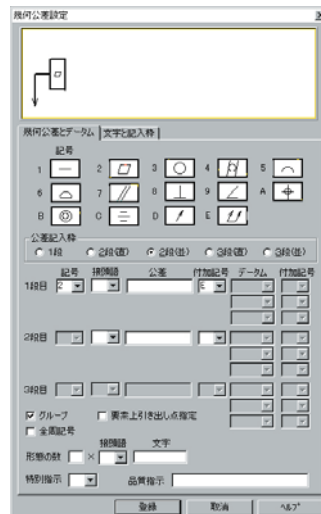 幾何公差設定
幾何公差とデータム 文字と記入枠
記号
1 2 3 4 5
6 7 8 9 A
B C D E
公差記入枠
1段 2段(直) 2段(並) 3段(直) 3段(並)
記号 接頭語 公差 付加記号 データム 付加記号
1段目 2 E
2段目
3段目
グループ 要素上引き出し点指定
全周記号
接頭語 文字
形態の数 ×
特別指示 品質指示
登録 取消 ヘルプ